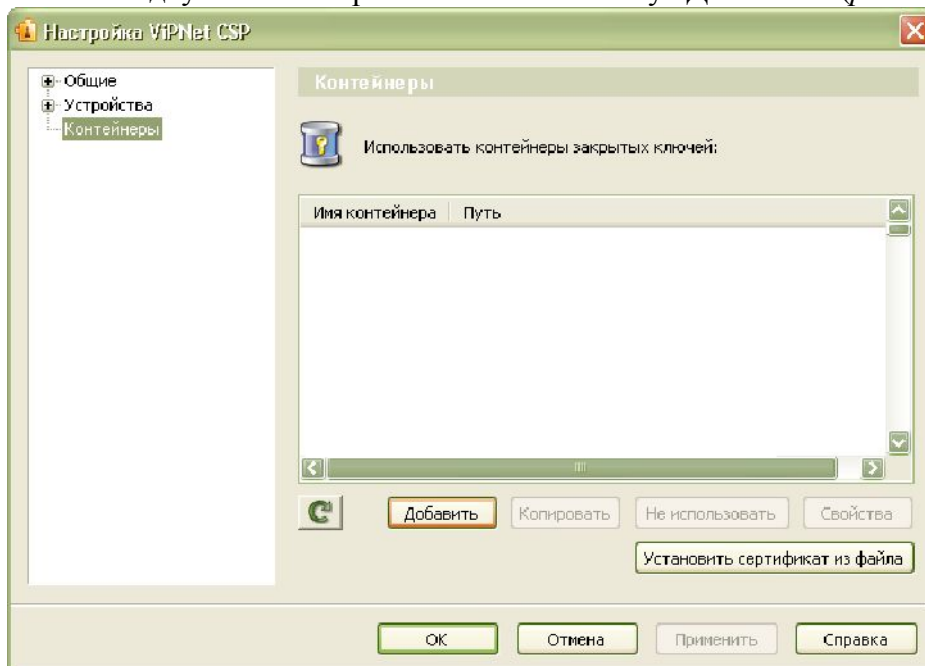 Настройка ViPNet CSP
Общие
Устройства
Контейнеры
Контейнеры
Использовать контейнеры закрытых ключей:
Имя контейнера Путь
Добавить Копировать Не использовать Свойства
Установить сертификат из файла
ОК Отмена Применить Справка